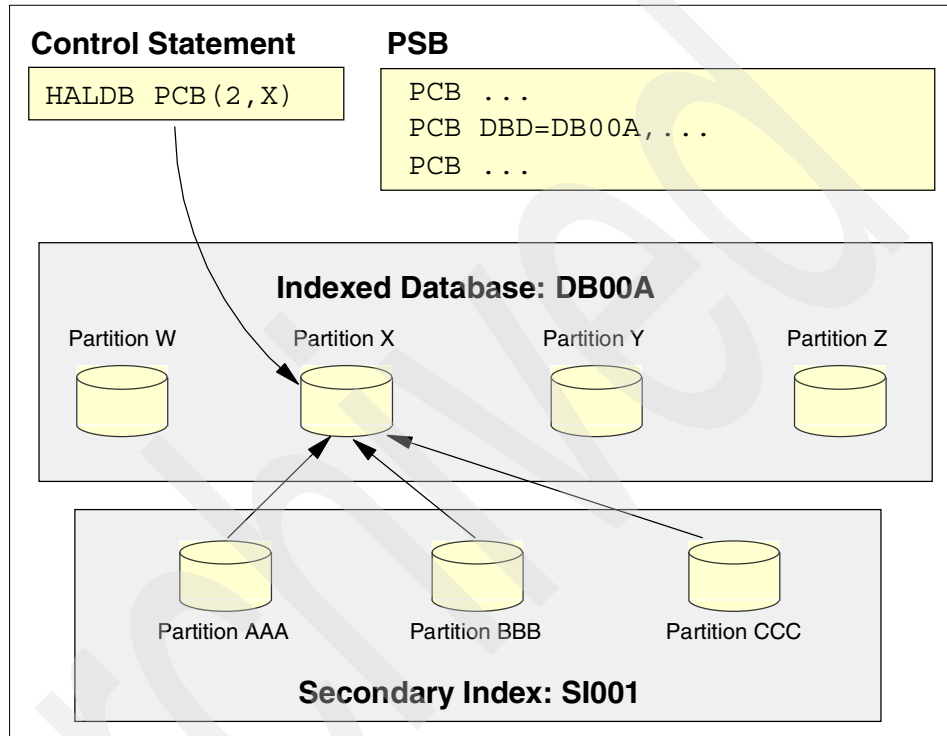 Control Statement
HALDB PCB(2,X)
PSB
PCB ...
PCB DBD=DB00A,...
PCB ...
Indexed Database: DB00A
Partition W
Partition X
Partition Y
Partition Z
Partition AAA
Partition BBB
Partition CCC
Secondary Index: SI001